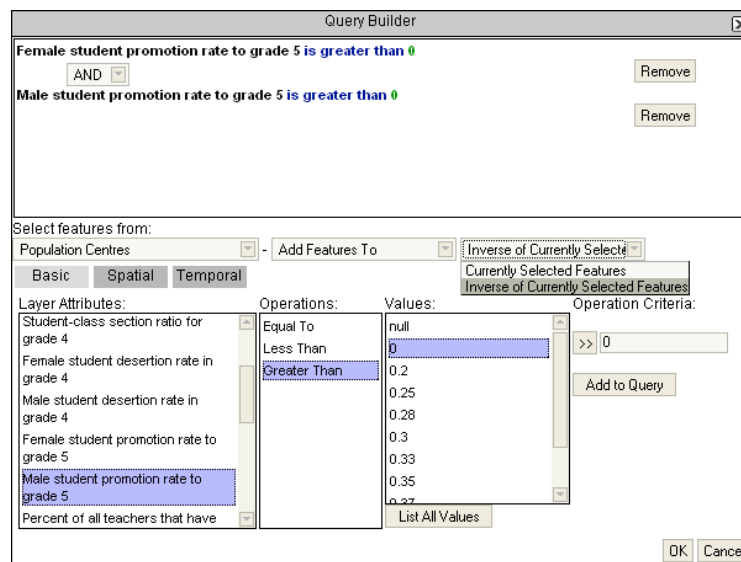 Query Builder
Female student promotion rate to grade 5 is greater than 0
AND
Remove
Male student promotion rate to grade 5 is greater than 0
Remove
Select features from:
Population Centres - Add Features To Inverse of Currently Selecte
Currently Selected Features
Inverse of Currently Selected Features
Basic Spatial Temporal
Layer Attributes:
Student-class section ratio for
grade 4
Female student desertion rate in
grade 4
Male student desertion rate in
grade 4
Female student promotion rate to
grade 5
Male student promotion rate to
grade 5
Percent of all teachers that have
Operations:
Equal To
Less Than
Greater Than
Values:
null
0
0.2
0.25
0.28
0.3
0.33
0.35
0.37
List All Values
Operation Criteria:
>> 0
Add to Query
OK Cance